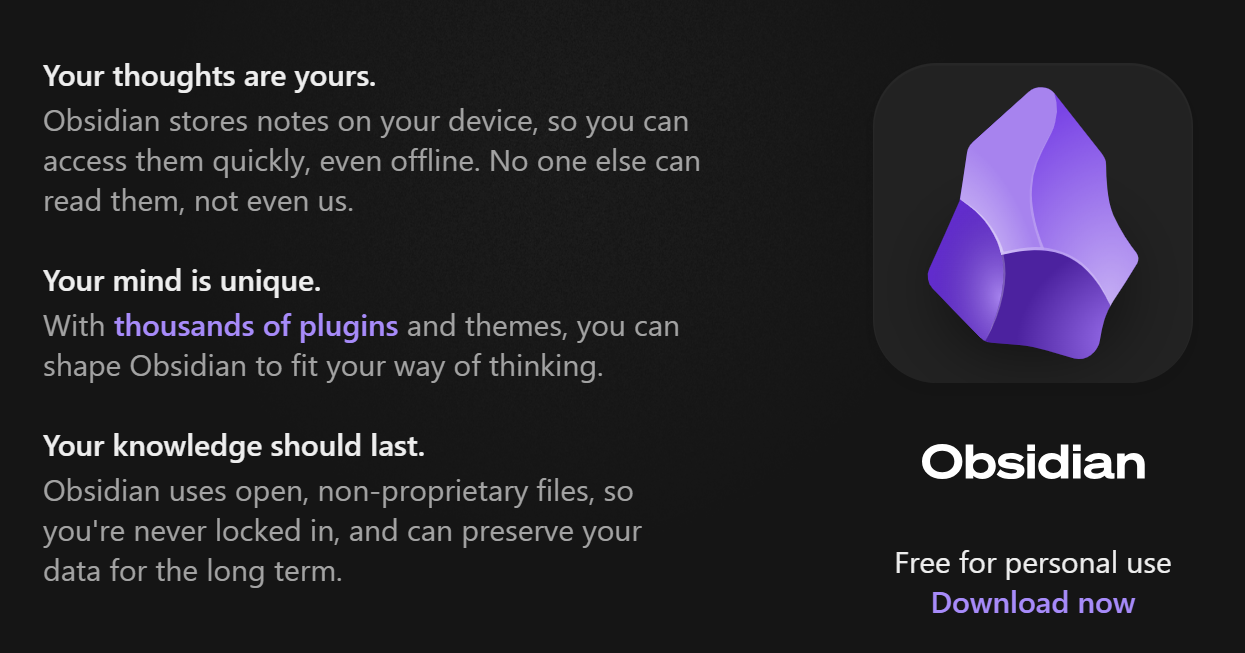 Your thoughts are yours.
Obsidian stores notes on your device, so you can
access them quickly, even offline. No one else can
read them, not even us.
Your mind is unique.
With thousands of plugins and themes, you can
shape Obsidian to fit your way of thinking.
Your knowledge should last.
Obsidian uses open, non-proprietary files, so
you're never locked in, and can preserve your
data for the long term.
Obsidian
Free for personal use
Download now